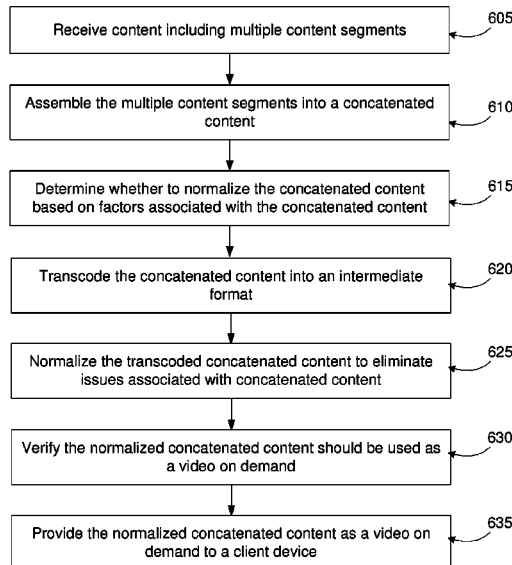 Receive content including multiple content segments
605
Assemble the multiple content segments into a concatenated
content
610
Determine whether to normalize the concatenated content
based on factors associated with the concatenated content
615
Transcode the concatenated content into an intermediate
format
620
Normalize the transcoded concatenated content to eliminate
issues associated with concatenated content
625
Verify the normalized concatenated content should be used as
a video on demand
630
Provide the normalized concatenated content as a video on
demand to a client device
635